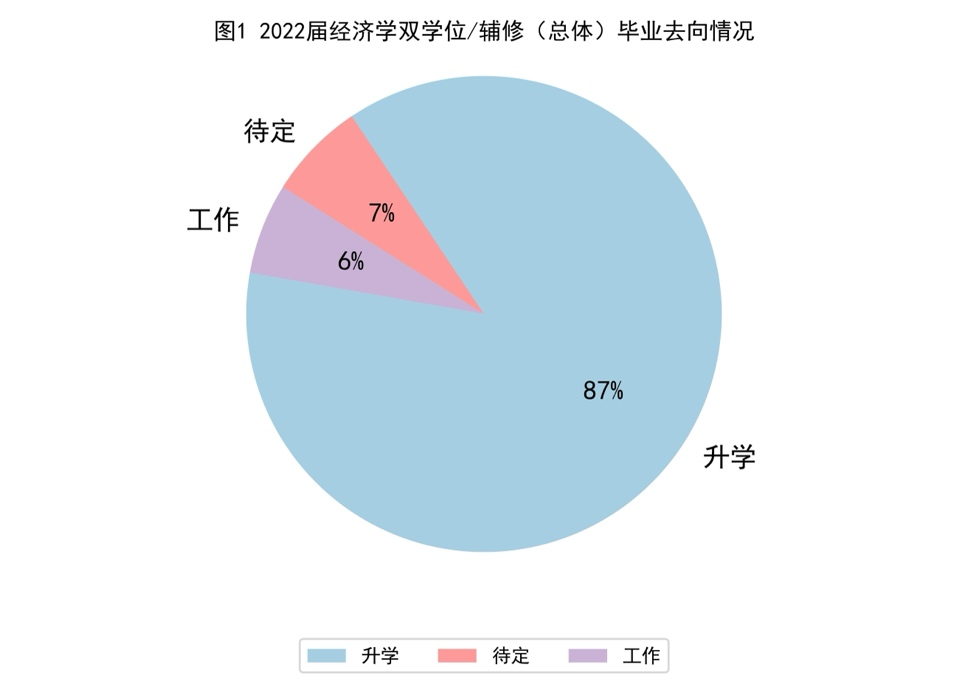 图1 2022届经济学双学位/辅修（总体）毕业去向情况
待定
7%
工作
6%
87%
升学
升学 待定 工作